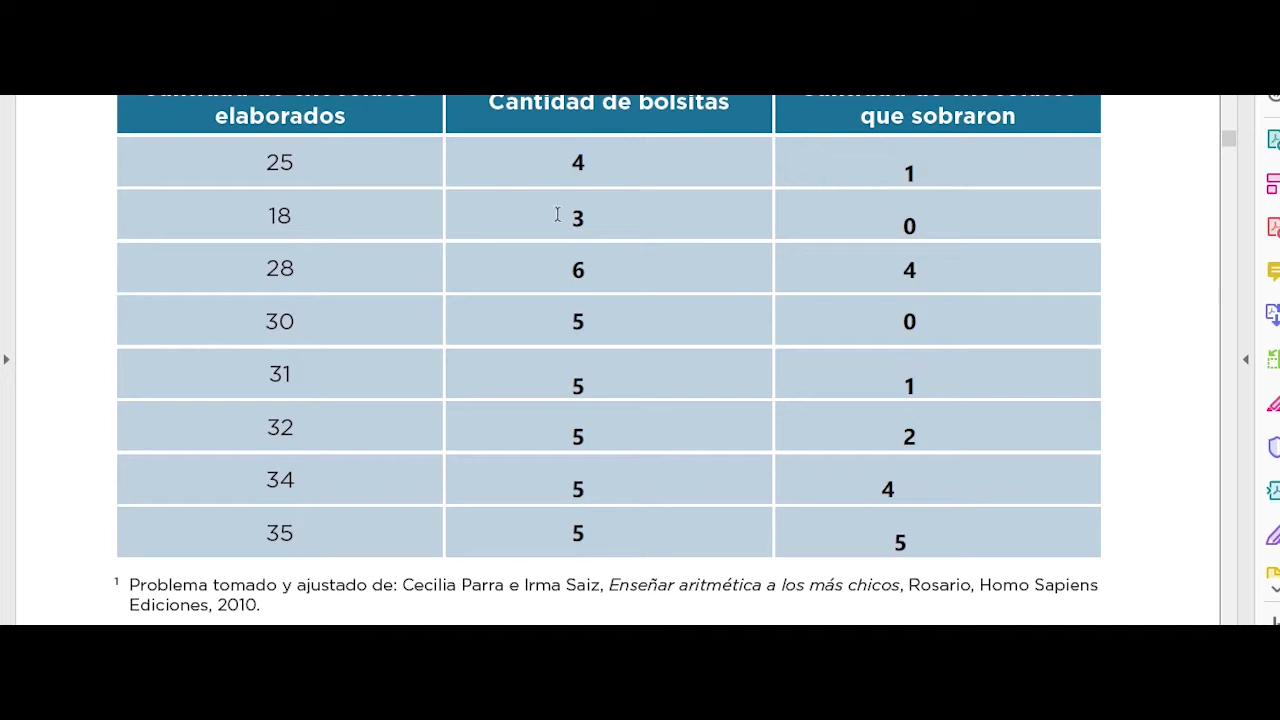 elaborados
Cantidad de bolsitas
que sobraron
25 4 1
18 3 0
28 6 4
30 5 0
31 5 1
32 5 2
34 5 4
35 5 5
1 Problema tomado y ajustado de: Cecilia Parra e Irma Saiz, Enseñar aritmética a los más chicos, Rosario, Homo Sapiens
Ediciones, 2010.